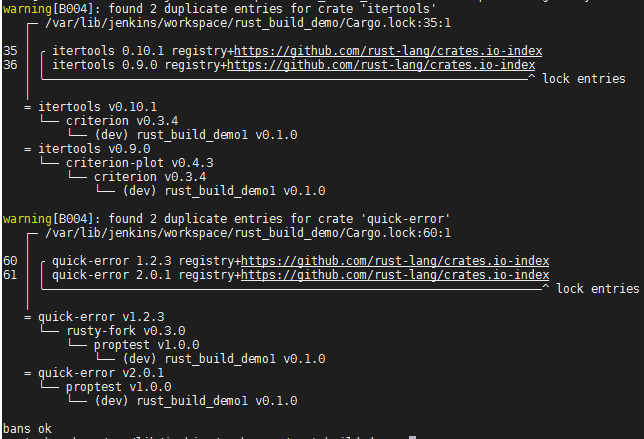 warning[B004]: found 2 duplicate entries for crate 'itertools'
┌─ /var/lib/jenkins/workspace/rust_build_demo/Cargo.lock:35:1
35 │ ╭ itertools 0.10.1 registry+https://github.com/rust-lang/crates.io-index
36 │ │ itertools 0.9.0 registry+https://github.com/rust-lang/crates.io-index
│ ╰──^ lock entries
= itertools v0.10.1
└── criterion v0.3.4
└── (dev) rust_build_demo1 v0.1.0
= itertools v0.9.0
└── criterion-plot v0.4.3
└── criterion v0.3.4
└── (dev) rust_build_demo1 v0.1.0
warning[B004]: found 2 duplicate entries for crate 'quick-error'
┌─ /var/lib/jenkins/workspace/rust_build_demo/Cargo.lock:60:1
60 │ ╭ quick-error 1.2.3 registry+https://github.com/rust-lang/crates.io-index
61 │ │ quick-error 2.0.1 registry+https://github.com/rust-lang/crates.io-index
│ ╰──^ lock entries
= quick-error v1.2.3
└── rusty-fork v0.3.0
└── proptest v1.0.0
└── (dev) rust_build_demo1 v0.1.0
= quick-error v2.0.1
└── proptest v1.0.0
└── (dev) rust_build_demo1 v0.1.0
bans ok